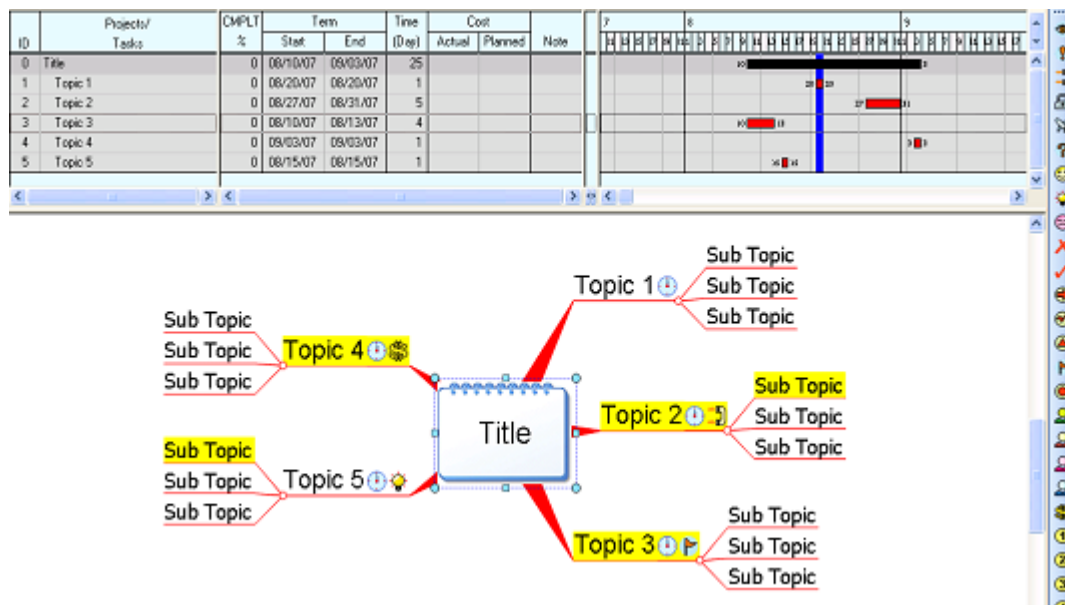 Projects/ CMPLT Term Time Cost 7 8 9
ID Tasks % Start End (Day) Actual Planned Note
0 Title 0 08/10/07 09/03/07 25
1 Topic 1 0 08/20/07 08/20/07 1
2 Topic 2 0 08/27/07 08/31/07 5
3 Topic 3 0 08/10/07 08/13/07 4
4 Topic 4 0 09/03/07 09/03/07 1
5 Topic 5 0 08/15/07 08/15/07 1
Sub Topic
Topic 1 Sub Topic
Sub Topic
Sub Topic
Topic 4 Sub Topic
Sub Topic
Title
Sub Topic
Topic 2 Sub Topic
Sub Topic
Sub Topic
Topic 5 Sub Topic
Sub Topic
Sub Topic
Topic 3 Sub Topic
Sub Topic